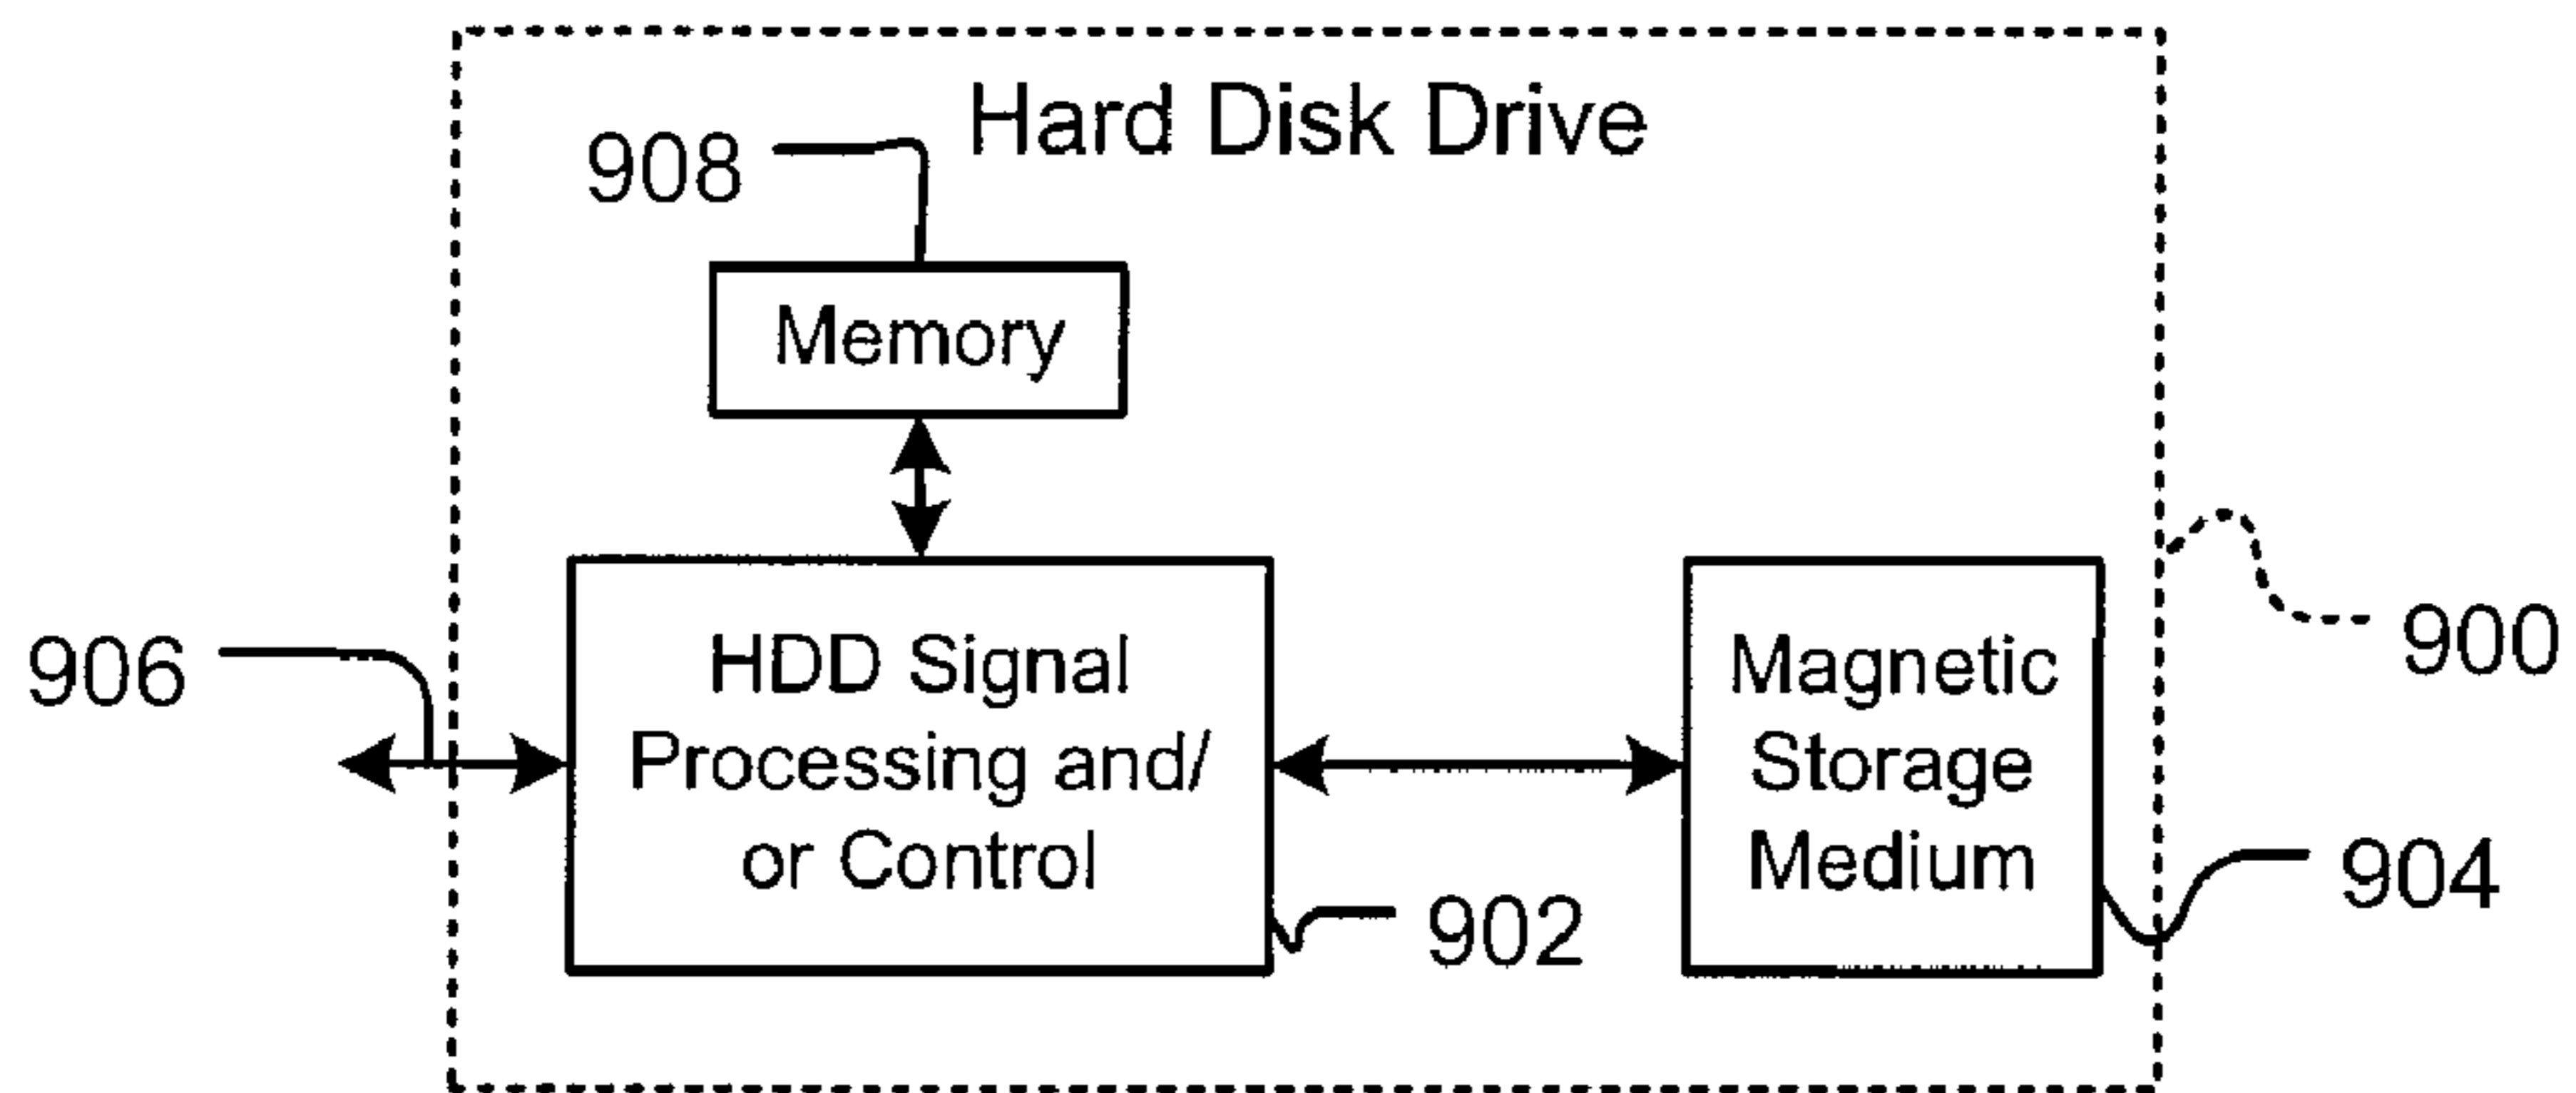 Hard Disk Drive
908
Memory
906
HDD Signal
Processing and/
or Control
902
Magnetic
Storage
Medium
900
904